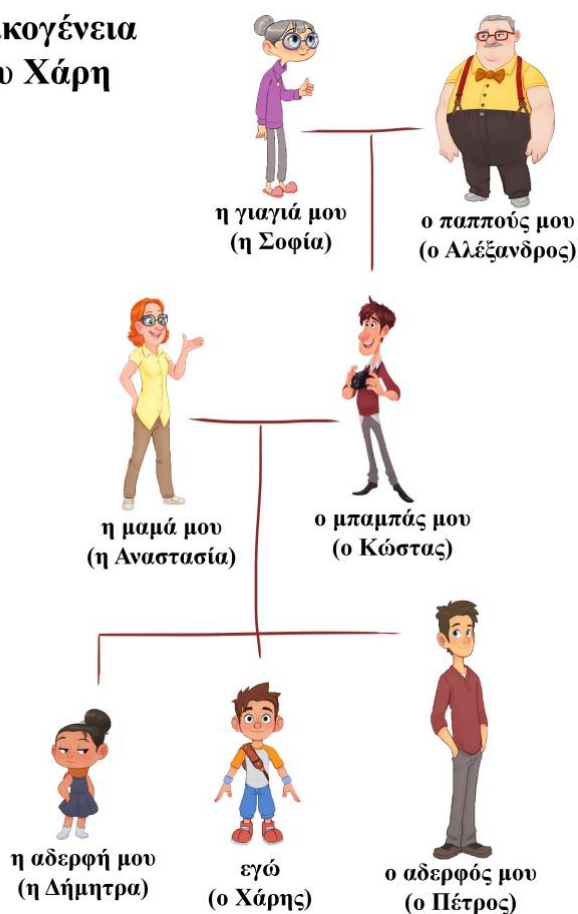 ικογένεια
υ Χάρη
η γιαγιά μου
(η Σοφία)
ο παππούς μου
(ο Αλέξανδρος)
η μαμά μου
(η Αναστασία)
ο μπαμπάς μου
(ο Κώστας)
η αδερφή μου
(η Δήμητρα)
εγώ
(ο Χάρης)
ο αδερφός μου
(ο Πέτρος)